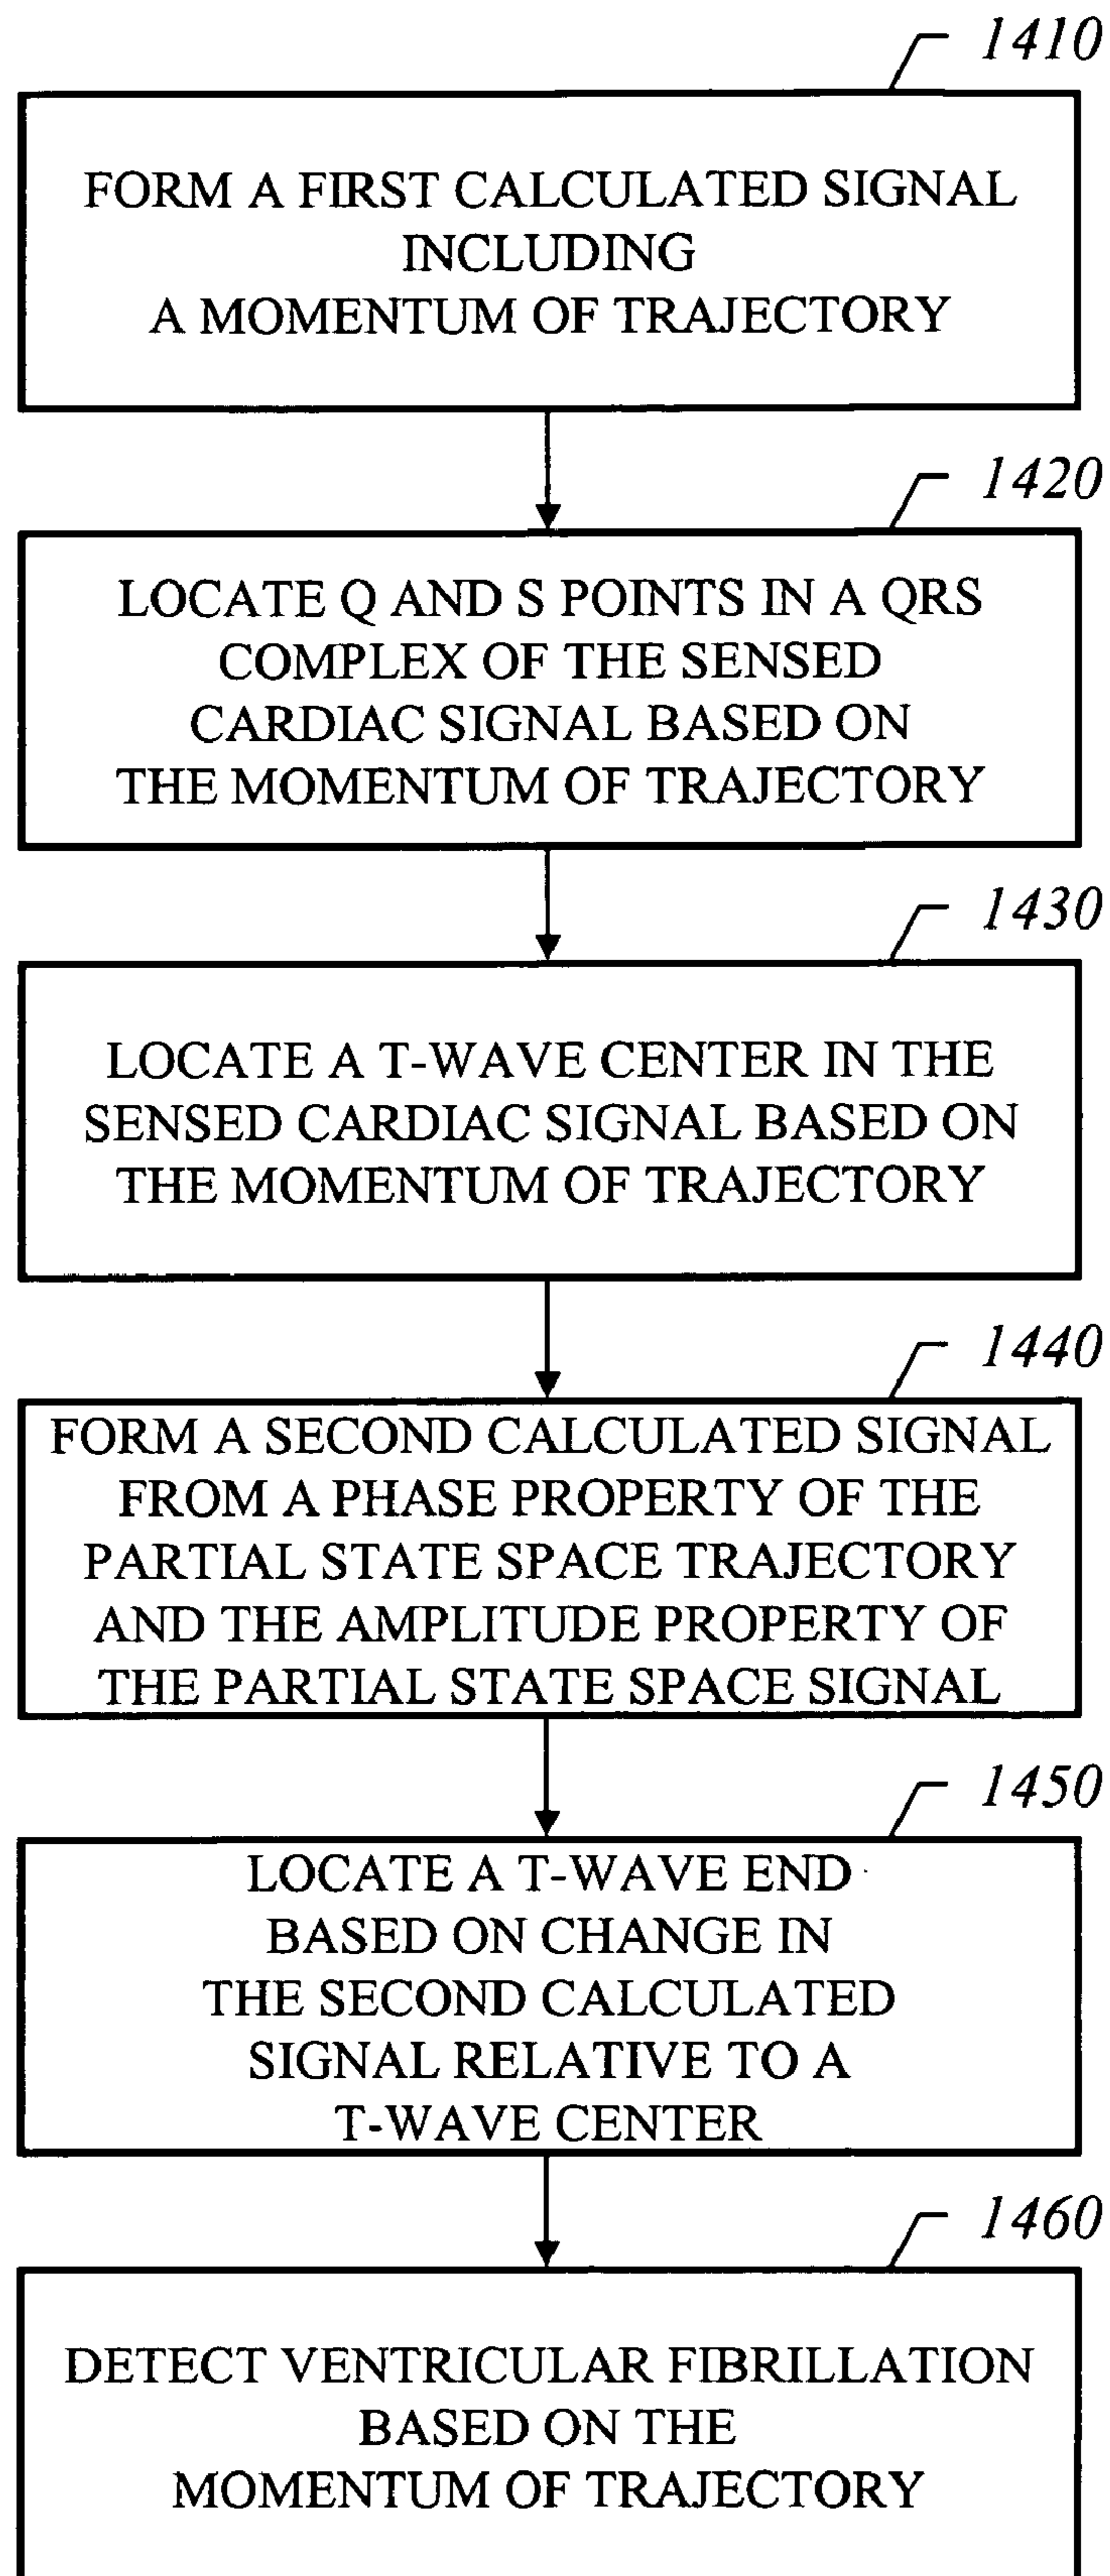 1410
FORM A FIRST CALCULATED SIGNAL
INCLUDING
A MOMENTUM OF TRAJECTORY
1420
LOCATE Q AND S POINTS IN A QRS
COMPLEX OF THE SENSED
CARDIAC SIGNAL BASED ON
THE MOMENTUM OF TRAJECTORY
1430
LOCATE A T-WAVE CENTER IN THE
SENSED CARDIAC SIGNAL BASED ON
THE MOMENTUM OF TRAJECTORY
1440
FORM A SECOND CALCULATED SIGNAL
FROM A PHASE PROPERTY OF THE
PARTIAL STATE SPACE TRAJECTORY
AND THE AMPLITUDE PROPERTY OF
THE PARTIAL STATE SPACE SIGNAL
1450
LOCATE A T-WAVE END
BASED ON CHANGE IN
THE SECOND CALCULATED
SIGNAL RELATIVE TO A
T-WAVE CENTER
1460
DETECT VENTRICULAR FIBRILLATION
BASED ON THE
MOMENTUM OF TRAJECTORY